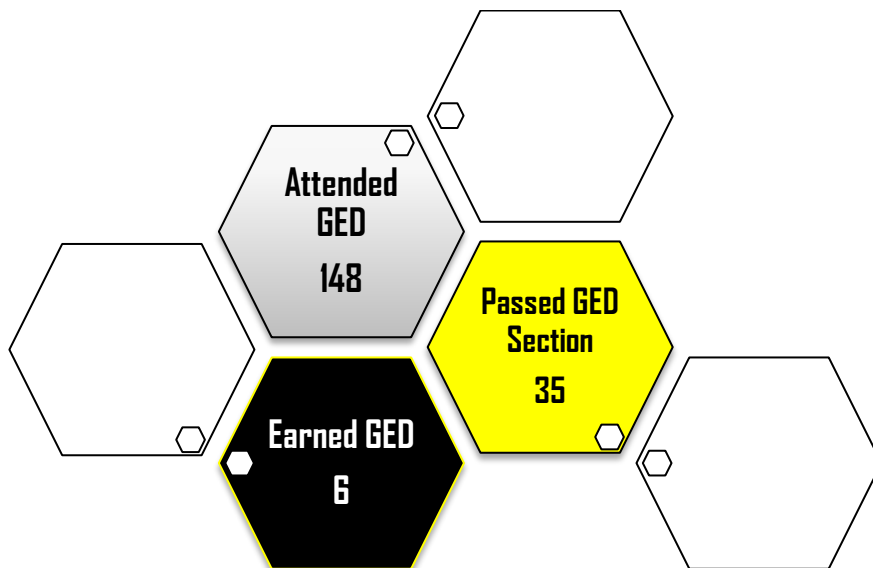 Attended
GED
148
Passed GED
Section
35
Earned GED
6